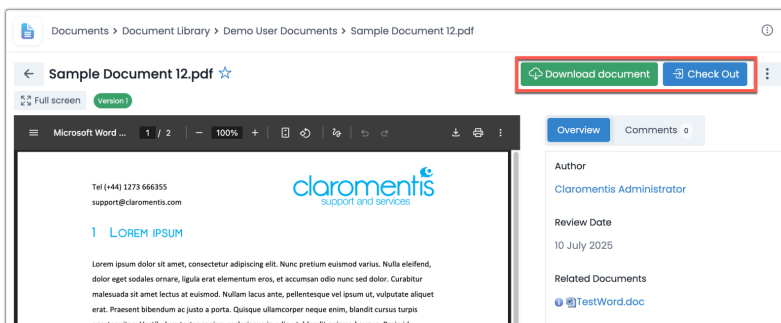 Documents > Document Library > Demo User Documents > Sample Document 12.pdf
Sample Document 12.pdf
Download document
Check Out
Full screen
Version 1
Microsoft Word ...
1 / 2
100%
Overview
Comments 0
Tel (+44) 1273 666355
support@claromentis.com
claromentis
support and services
1 LOREM IPSUM
Lorem ipsum dolor sit amet, consectetur adipiscing elit. Nunc pretium euismod varius. Nulla eleifend,
dolor eget sodales ornare, ligula erat elementum eros, et accumsan odio nunc sed dolor. Curabitur
malesuada sit amet lectus at euismod. Nullam lacus ante, pellentesque vel ipsum ut, vulputate aliquet
erat. Praesent bibendum ac justo a porta. Quisque ullamcorper neque enim, blandit cursus turpis
Author
Claromentis Administrator
Review Date
10 July 2025
Related Documents
TestWord.doc